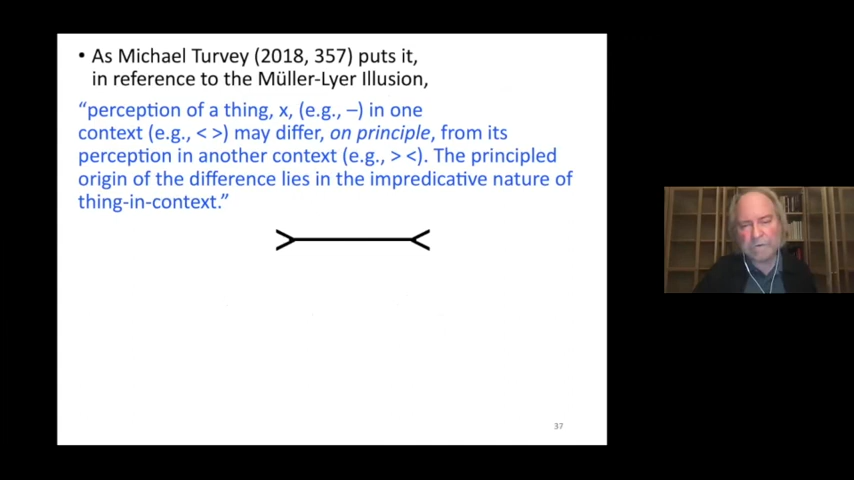 • As Michael Turvey (2018, 357) puts it,
in reference to the Müller-Lyer Illusion,
“perception of a thing, x, (e.g., –) in one
context (e.g., < >) may differ, on principle, from its
perception in another context (e.g., > <). The principled
origin of the difference lies in the impredicative nature of
thing-in-context.”
37